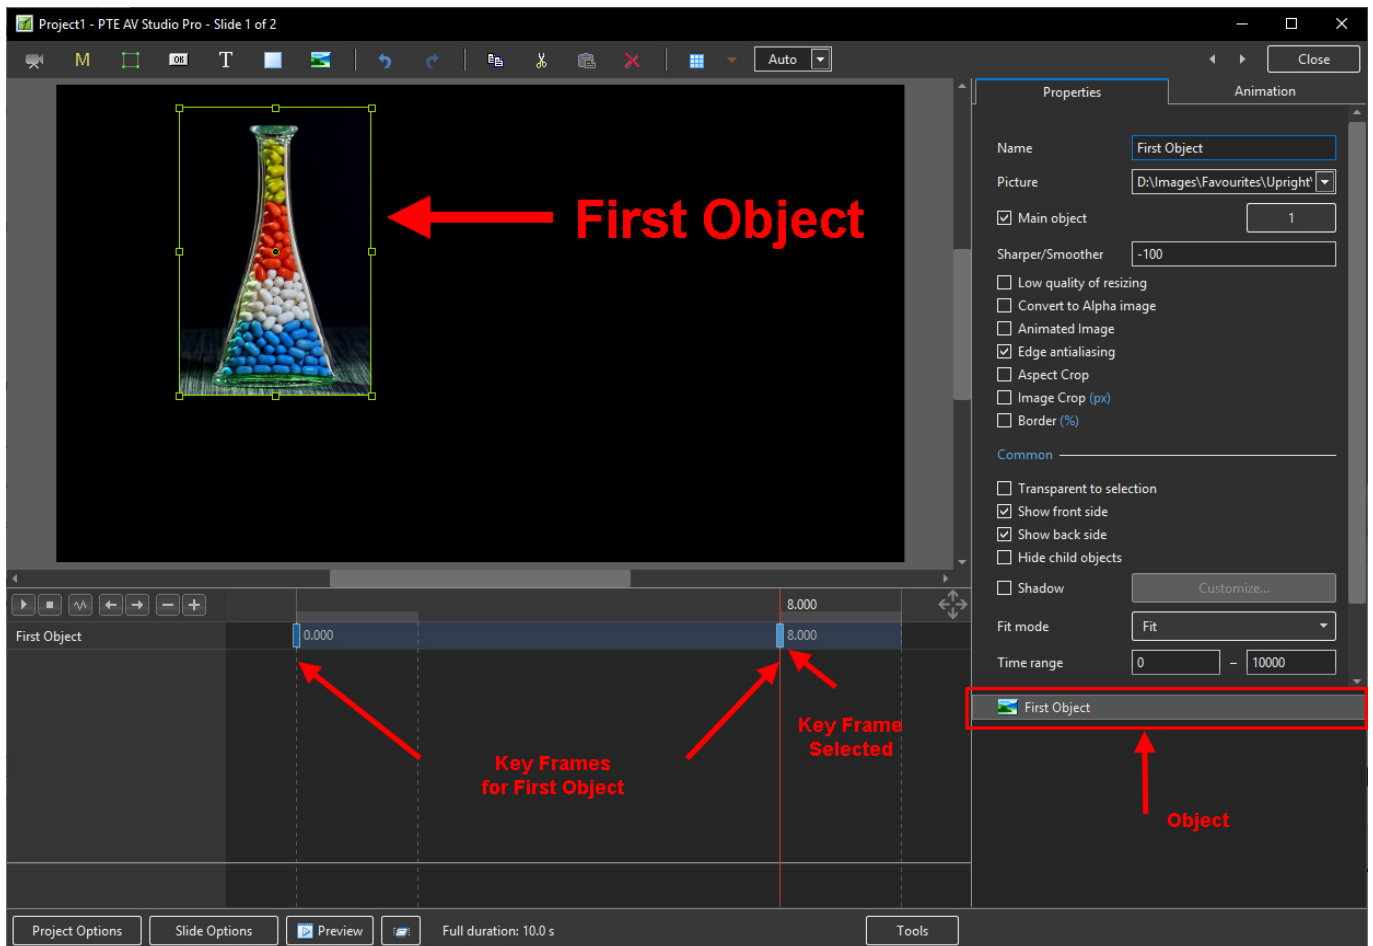 Project1 - PTE AV Studio Pro - Slide 1 of 2
M OK T Auto Close
Properties Animation
Name First Object
Picture D:\Images\Favourites\Upright\
Main object 1
Sharper/Smoother -100
Low quality of resizing
Convert to Alpha image
Animated Image
Edge antialiasing
Aspect Crop
Image Crop (px)
Border (%)
Common
Transparent to selection
Show front side
Show back side
Hide child objects
Shadow Customize...
Fit mode Fit
Time range 0 – 10000
First Object
Object
First Object
8.000
First Object 0.000 8.000
Key Frame
Selected
Key Frames
for First Object
Project Options Slide Options Preview Full duration: 10.0 s Tools